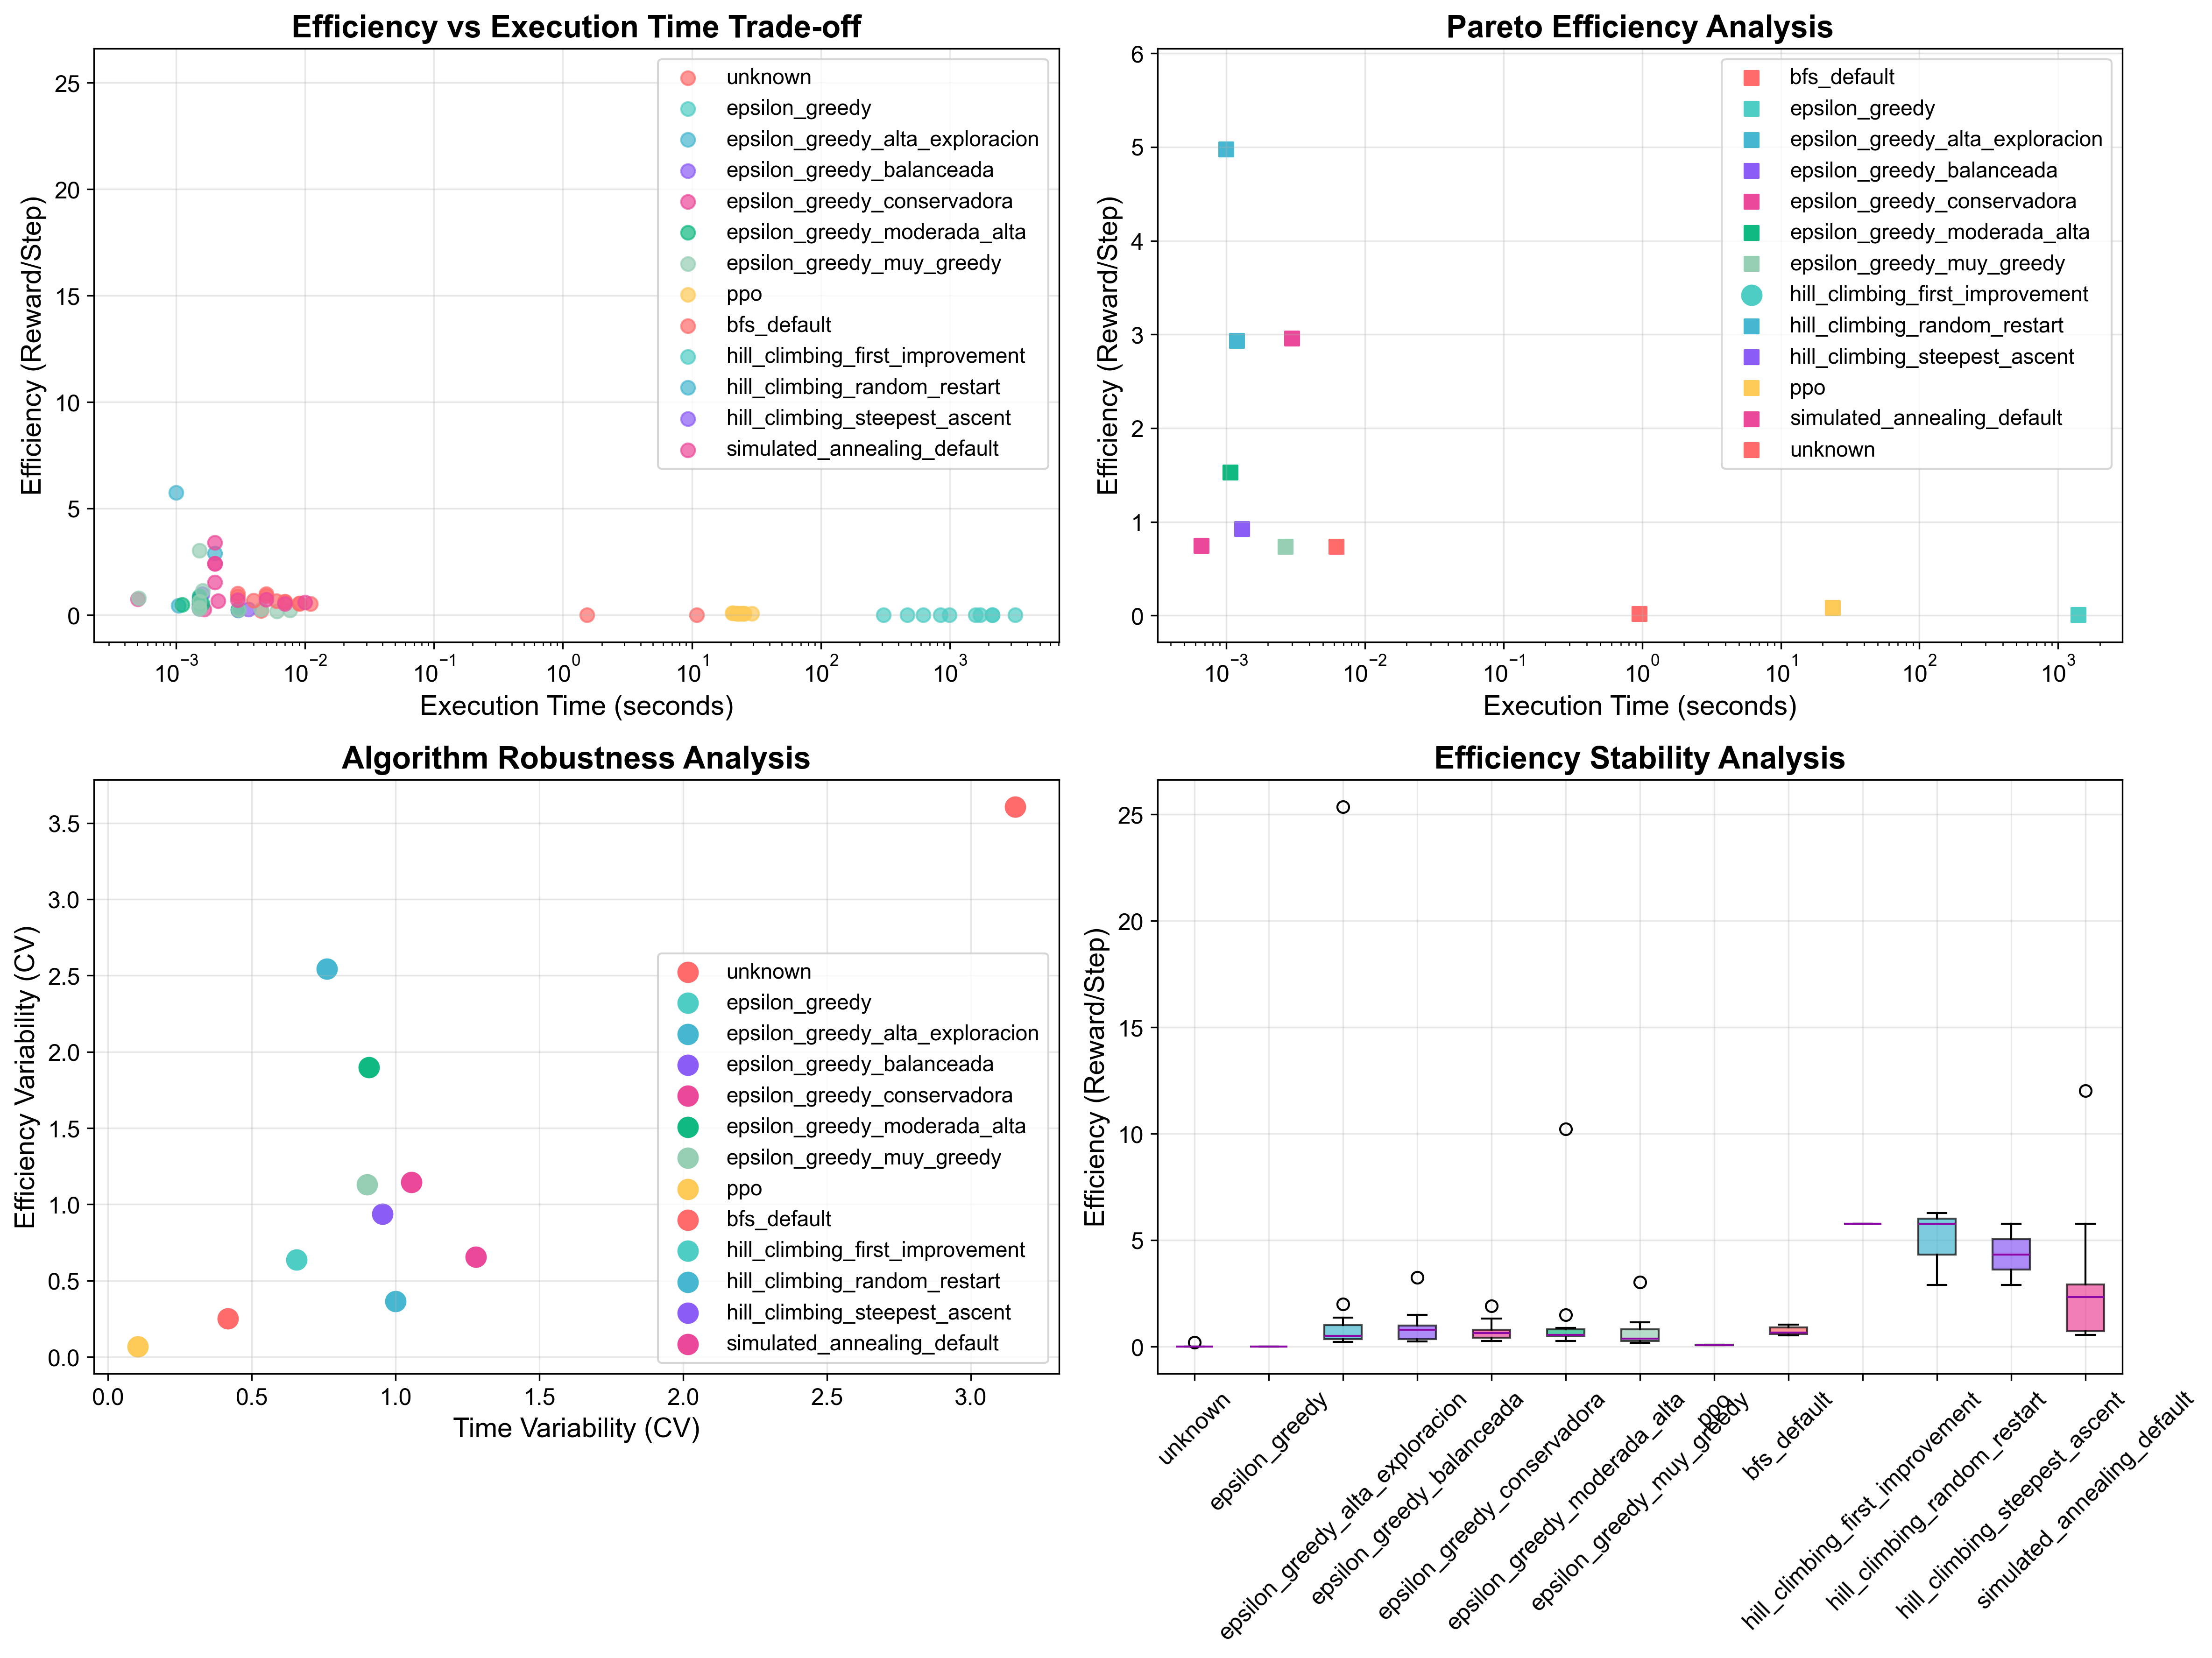 Efficiency vs Execution Time Trade-off
Efficiency (Reward/Step)
25
20
15
10
5
0
10⁻³ 10⁻² 10⁻¹ 10⁰ 10¹ 10² 10³
Execution Time (seconds)
unknown
epsilon_greedy
epsilon_greedy_alta_exploracion
epsilon_greedy_balanceada
epsilon_greedy_conservadora
epsilon_greedy_moderada_alta
epsilon_greedy_muy_greedy
ppo
bfs_default
hill_climbing_first_improvement
hill_climbing_random_restart
hill_climbing_steepest_ascent
simulated_annealing_default
Pareto Efficiency Analysis
Efficiency (Reward/Step)
6
5
4
3
2
1
0
10⁻³ 10⁻² 10⁻¹ 10⁰ 10¹ 10² 10³
Execution Time (seconds)
bfs_default
epsilon_greedy
epsilon_greedy_alta_exploracion
epsilon_greedy_balanceada
epsilon_greedy_conservadora
epsilon_greedy_moderada_alta
epsilon_greedy_muy_greedy
hill_climbing_first_improvement
hill_climbing_random_restart
hill_climbing_steepest_ascent
ppo
simulated_annealing_default
unknown
Algorithm Robustness Analysis
Efficiency Variability (CV)
3.5
3.0
2.5
2.0
1.5
1.0
0.5
0.0
0.0 0.5 1.0 1.5 2.0 2.5 3.0
Time Variability (CV)
unknown
epsilon_greedy
epsilon_greedy_alta_exploracion
epsilon_greedy_balanceada
epsilon_greedy_conservadora
epsilon_greedy_moderada_alta
epsilon_greedy_muy_greedy
ppo
bfs_default
hill_climbing_first_improvement
hill_climbing_random_restart
hill_climbing_steepest_ascent
simulated_annealing_default
Efficiency Stability Analysis
Efficiency (Reward/Step)
25
20
15
10
5
0
unknown
epsilon_greedy
epsilon_greedy_alta_exploracion
epsilon_greedy_balanceada
epsilon_greedy_conservadora
epsilon_greedy_moderada_alta
epsilon_greedy_muy_greedy
ppo
bfs_default
hill_climbing_first_improvement
hill_climbing_random_restart
hill_climbing_steepest_ascent
simulated_annealing_default